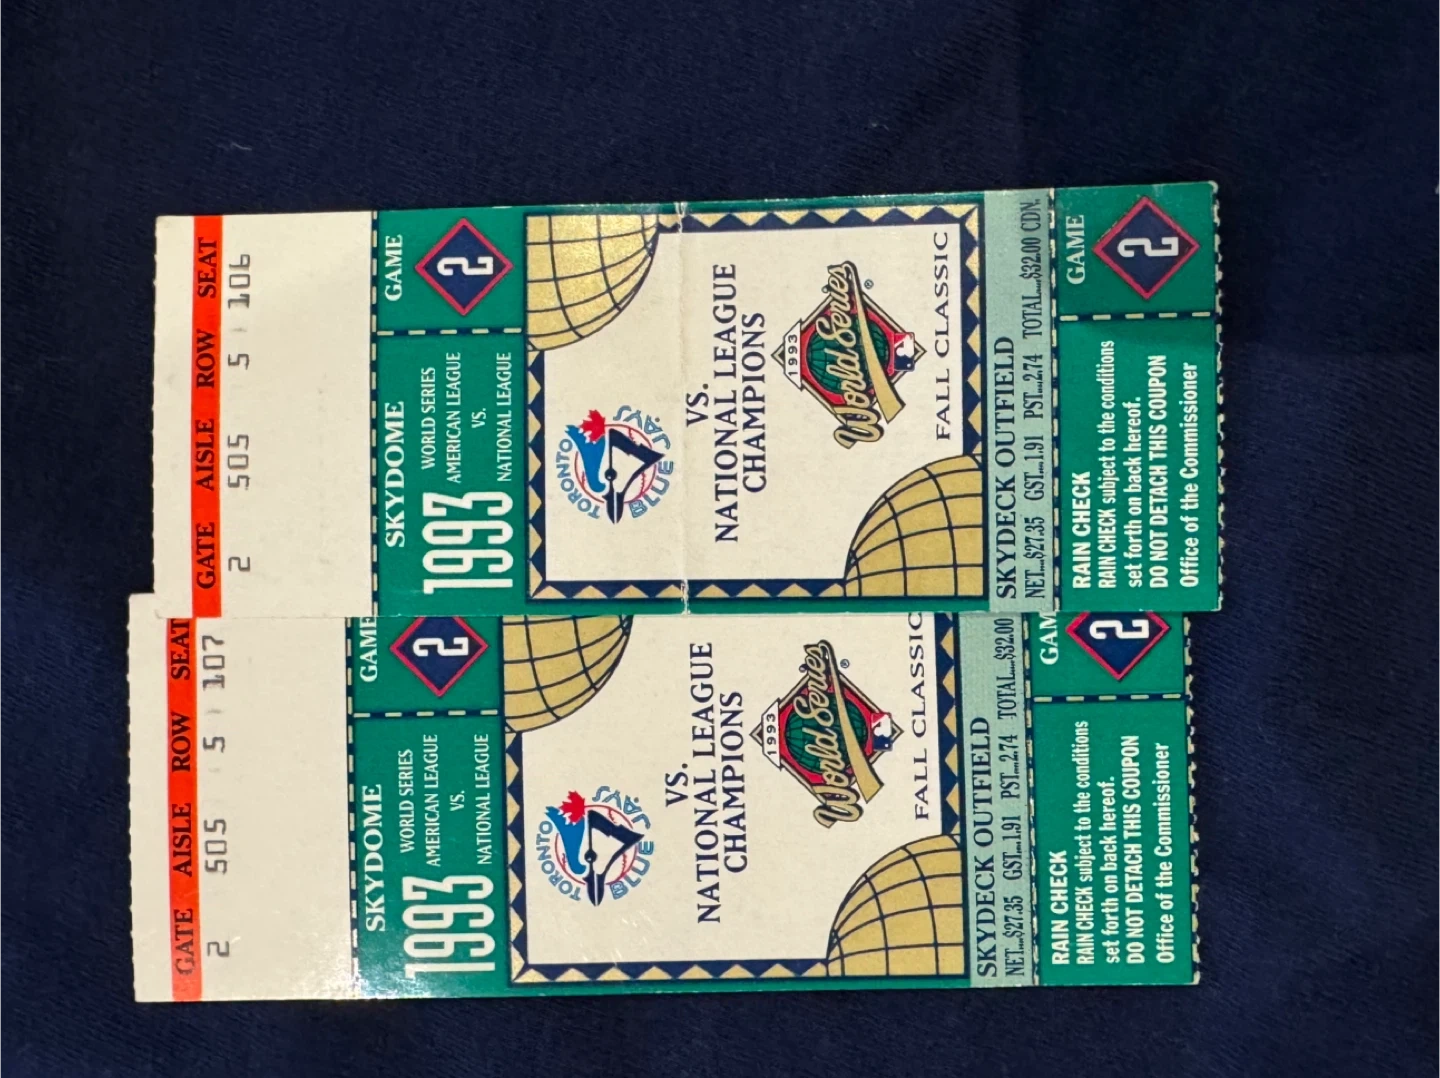 GATE AISLE ROW SEAT
2 505 5 106
SKYDOME
GAME
2
1993
WORLD SERIES
AMERICAN LEAGUE
VS.
NATIONAL LEAGUE
TORONTO
BLUE JAYS
VS.
NATIONAL LEAGUE
CHAMPIONS
1993
World Series
®
FALL CLASSIC
SKYDECK OUTFIELD
NET...$27.35 GST...1.91 PST...2.74 TOTAL...$32.00 CDN.
GAME
2
RAIN CHECK
RAIN CHECK subject to the conditions
set forth on back hereof.
DO NOT DETACH THIS COUPON
Office of the Commissioner
GATE AISLE ROW SEAT
2 505 5 107
SKYDOME
GAME
2
1993
WORLD SERIES
AMERICAN LEAGUE
VS.
NATIONAL LEAGUE
TORONTO
BLUE JAYS
VS.
NATIONAL LEAGUE
CHAMPIONS
1993
World Series
®
FALL CLASSIC
SKYDECK OUTFIELD
NET...$27.35 GST...1.91 PST...2.74 TOTAL...$32.00
GAM
2
RAIN CHECK
RAIN CHECK subject to the conditions
set forth on back hereof.
DO NOT DETACH THIS COUPON
Office of the Commissioner